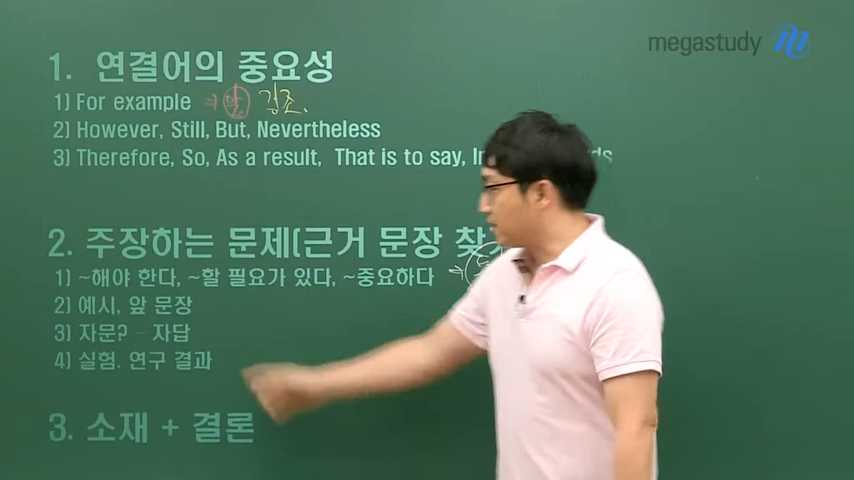 megastudy
1. 연결어의 중요성
1) For example ⇒ 앞 강조.
2) However, Still, But, Nevertheless
3) Therefore, So, As a result, That is to say,
2. 주장하는 문제(근거 문장
1) ~해야 한다, ~할 필요가 있다, ~중요하다
2) 예시, 앞 문장
3) 자문? - 자답
4) 실험. 연구 결과
3. 소재 + 결론